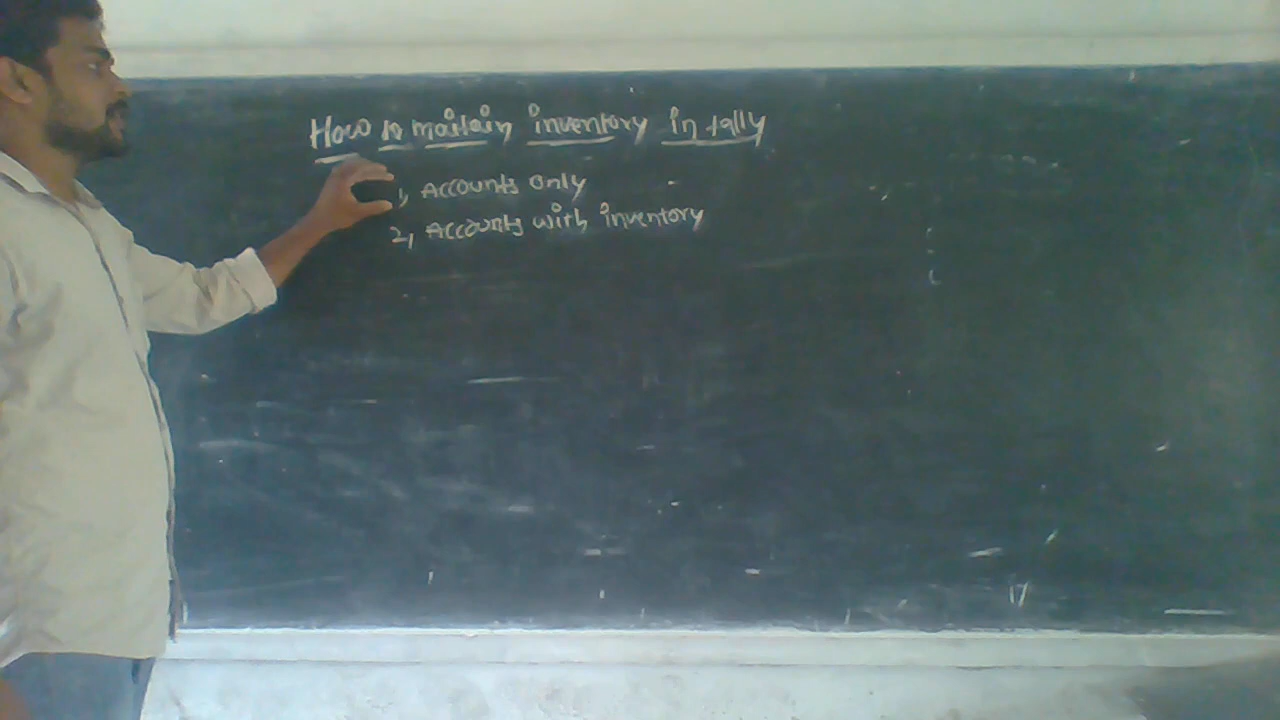 How to maintain inventory in tally
1, Accounts only
2, Accounts with inventory